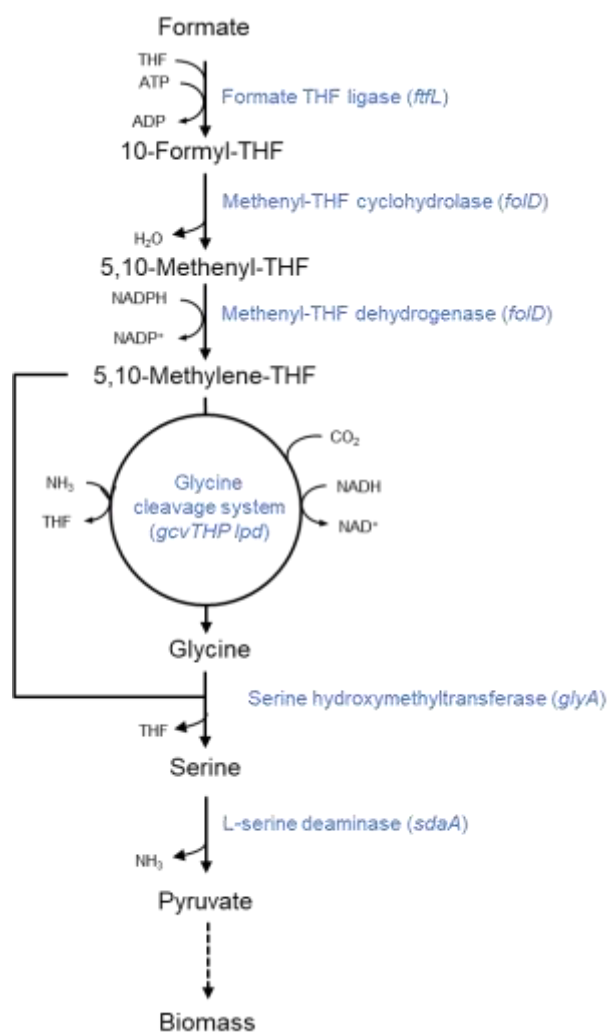 Formate
THF
ATP
Formate THF ligase (ftfL)
ADP
10-Formyl-THF
Methenyl-THF cyclohydrolase (folD)
H₂O
5,10-Methenyl-THF
NADPH
Methenyl-THF dehydrogenase (folD)
NADP⁺
5,10-Methylene-THF
CO₂
Glycine
cleavage system
(gcvTHP lpd)
NH₃
THF
NADH
NAD⁺
Glycine
Serine hydroxymethyltransferase (glyA)
THF
Serine
L-serine deaminase (sdaA)
NH₃
Pyruvate
Biomass